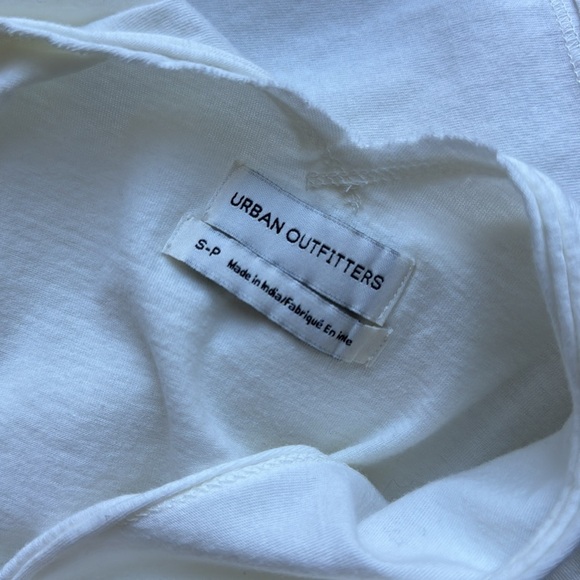 URBAN OUTFITTERS
S-P Made in India/Fabriqué En Inde